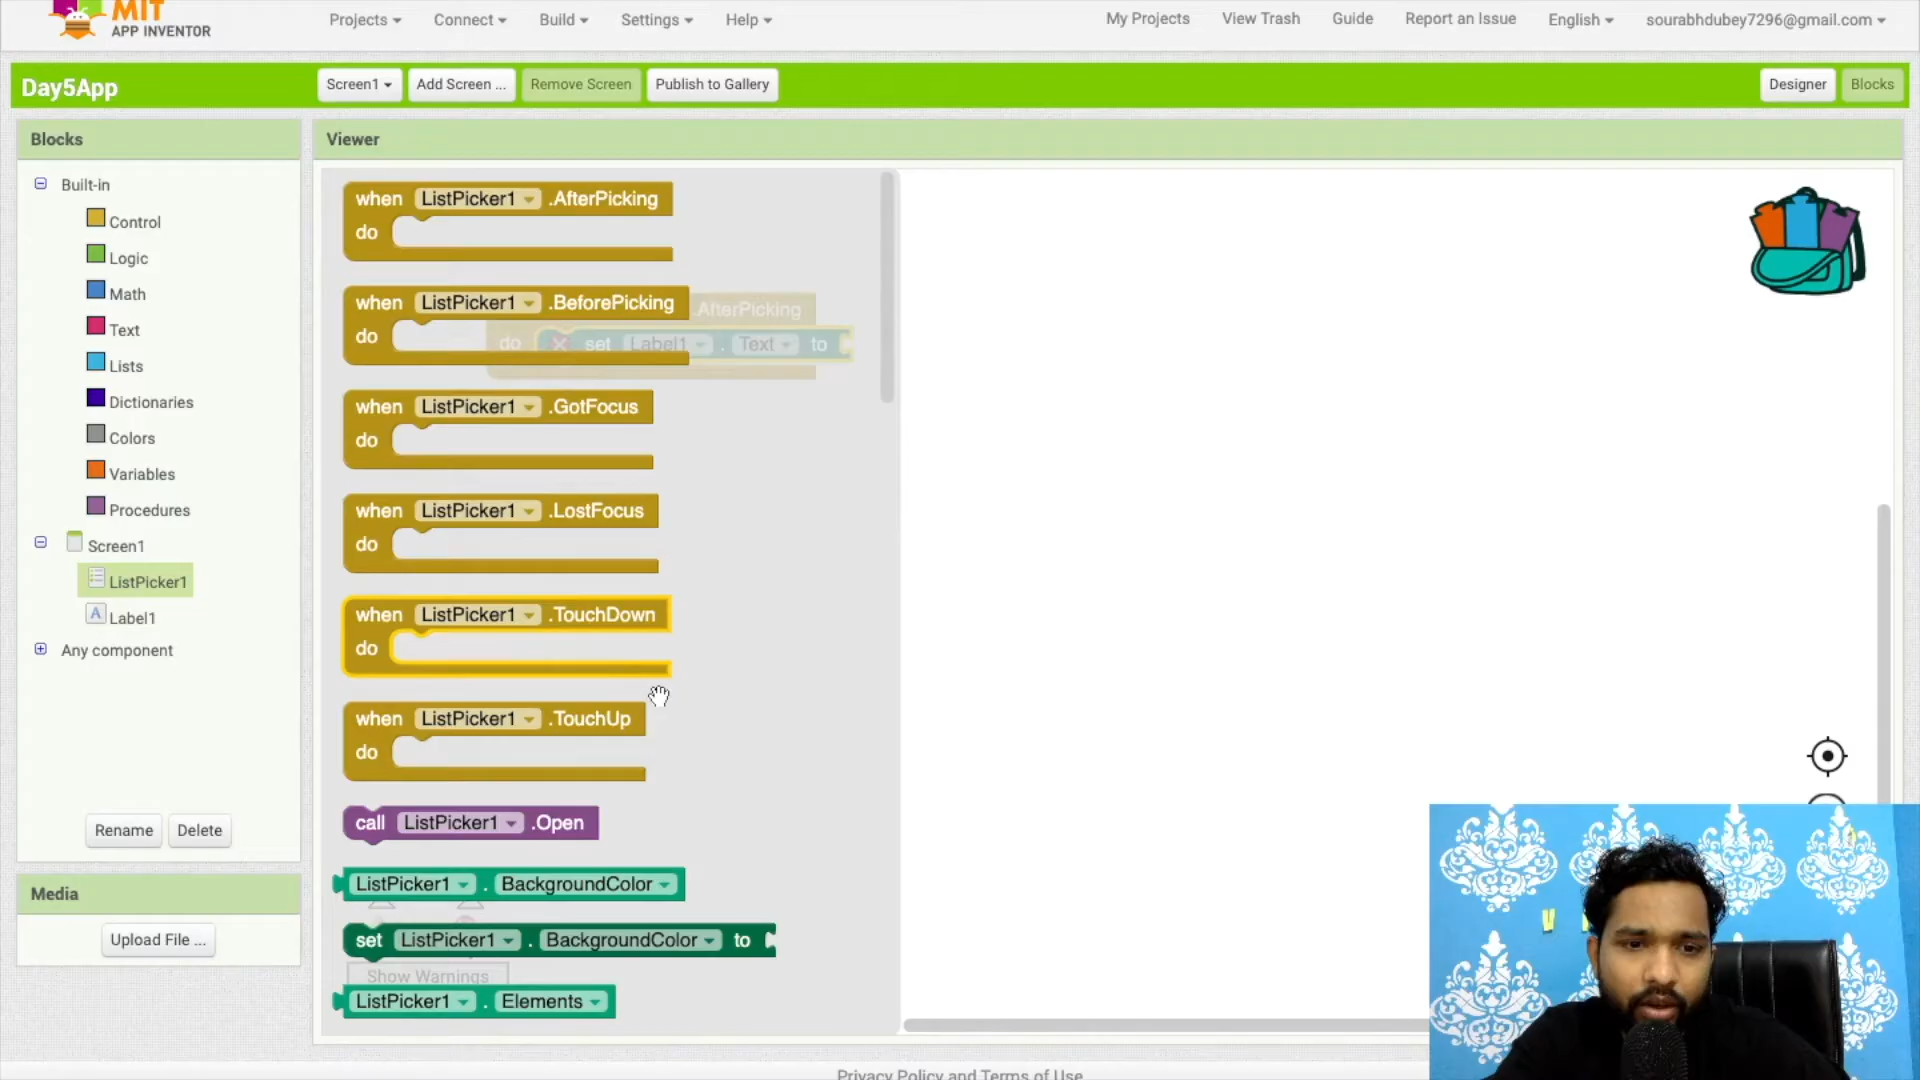 MIT
APP INVENTOR
Projects Connect Build Settings Help My Projects View Trash Guide Report an Issue English sourabhdubey7296@gmail.com
Day5App Screen1 Add Screen ... Remove Screen Publish to Gallery Designer Blocks
Blocks
Viewer
Built-in
Control
Logic
Math
Text
Lists
Dictionaries
Colors
Variables
Procedures
Screen1
ListPicker1
Label1
Any component
Rename Delete
Media
Upload File ...
when ListPicker1 .AfterPicking
do
when ListPicker1 .BeforePicking
do
AfterPicking
do set Label1 . Text to
when ListPicker1 .GotFocus
do
when ListPicker1 .LostFocus
do
when ListPicker1 .TouchDown
do
when ListPicker1 .TouchUp
do
call ListPicker1 .Open
ListPicker1 . BackgroundColor
set ListPicker1 . BackgroundColor to
Show Warnings
ListPicker1 . Elements
Privacy Policy and Terms of Use